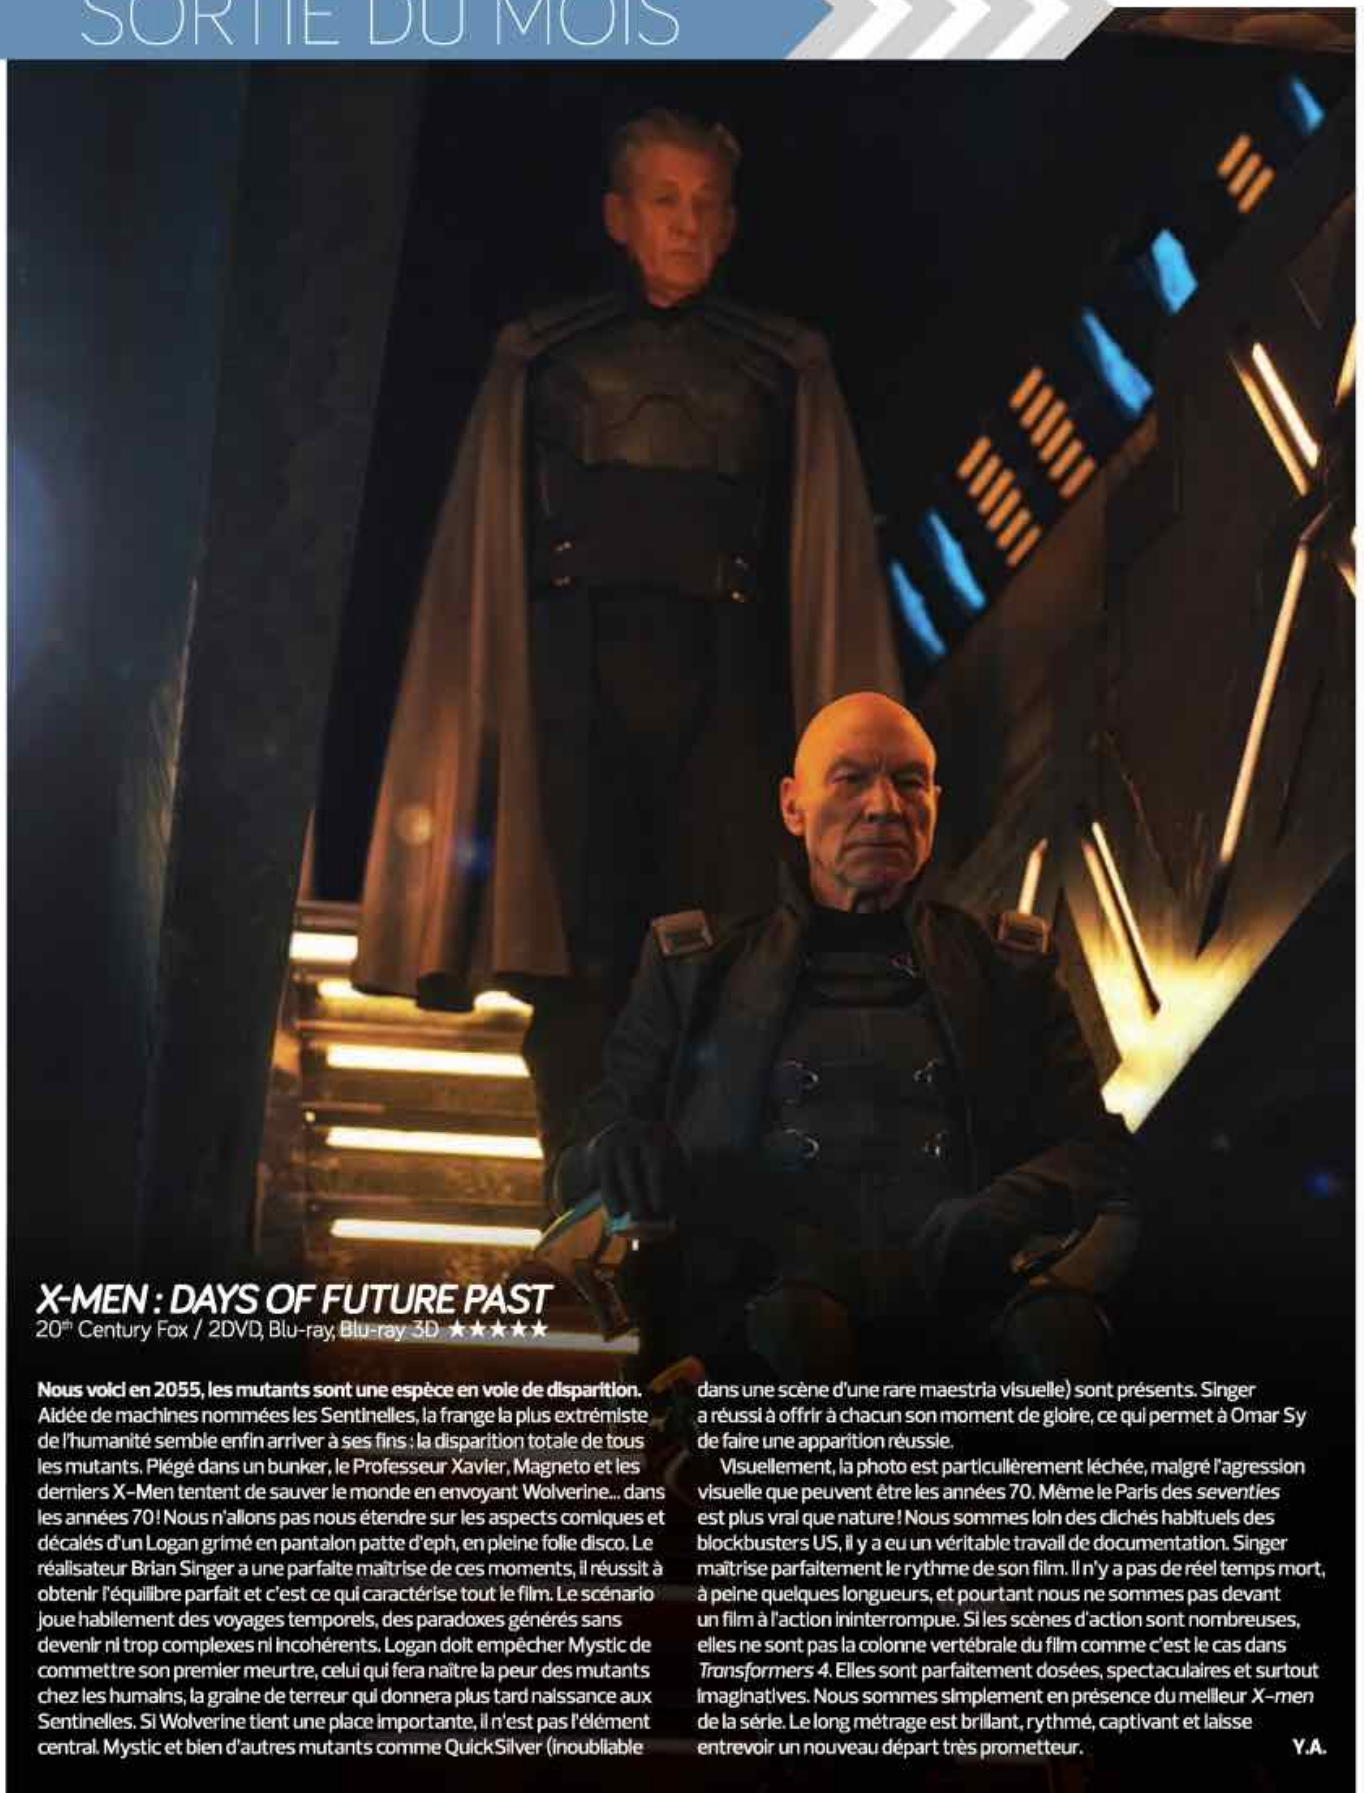 SORTIE DU MOIS
X-MEN : DAYS OF FUTURE PAST
20th Century Fox / 2DVD, Blu-ray, Blu-ray 3D ★★★★★
Nous voici en 2055, les mutants sont une espèce en voie de disparition.
Aidée de machines nommées les Sentinelles, la frange la plus extrémiste
de l'humanité semble enfin arriver à ses fins : la disparition totale de tous
les mutants. Piégé dans un bunker, le Professeur Xavier, Magneto et les
derniers X-Men tentent de sauver le monde en envoyant Wolverine... dans
les années 70! Nous n'allons pas nous étendre sur les aspects comiques et
décalés d'un Logan grimé en pantalon patte d'eph, en pleine folie disco. Le
réalisateur Brian Singer a une parfaite maîtrise de ces moments, il réussit à
obtenir l'équilibre parfait et c'est ce qui caractérise tout le film. Le scénario
joue habilement des voyages temporels, des paradoxes générés sans
devenir ni trop complexes ni incohérents. Logan doit empêcher Mystic de
commettre son premier meurtre, celui qui fera naître la peur des mutants
chez les humains, la graine de terreur qui donnera plus tard naissance aux
Sentinelles. Si Wolverine tient une place importante, il n'est pas l'élément
central. Mystic et bien d'autres mutants comme QuickSilver (inoubliable
dans une scène d'une rare maestria visuelle) sont présents. Singer
a réussi à offrir à chacun son moment de gloire, ce qui permet à Omar Sy
de faire une apparition réussie.
Visuellement, la photo est particulièrement léchée, malgré l'agression
visuelle que peuvent être les années 70. Même le Paris des seventies
est plus vrai que nature ! Nous sommes loin des clichés habituels des
blockbusters US, il y a eu un véritable travail de documentation. Singer
maîtrise parfaitement le rythme de son film. Il n'y a pas de réel temps mort,
à peine quelques longueurs, et pourtant nous ne sommes pas devant
un film à l'action ininterrompue. Si les scènes d'action sont nombreuses,
elles ne sont pas la colonne vertébrale du film comme c'est le cas dans
Transformers 4. Elles sont parfaitement dosées, spectaculaires et surtout
imaginatives. Nous sommes simplement en présence du meilleur X-men
de la série. Le long métrage est brillant, rythmé, captivant et laisse
entrevoir un nouveau départ très prometteur. Y.A.